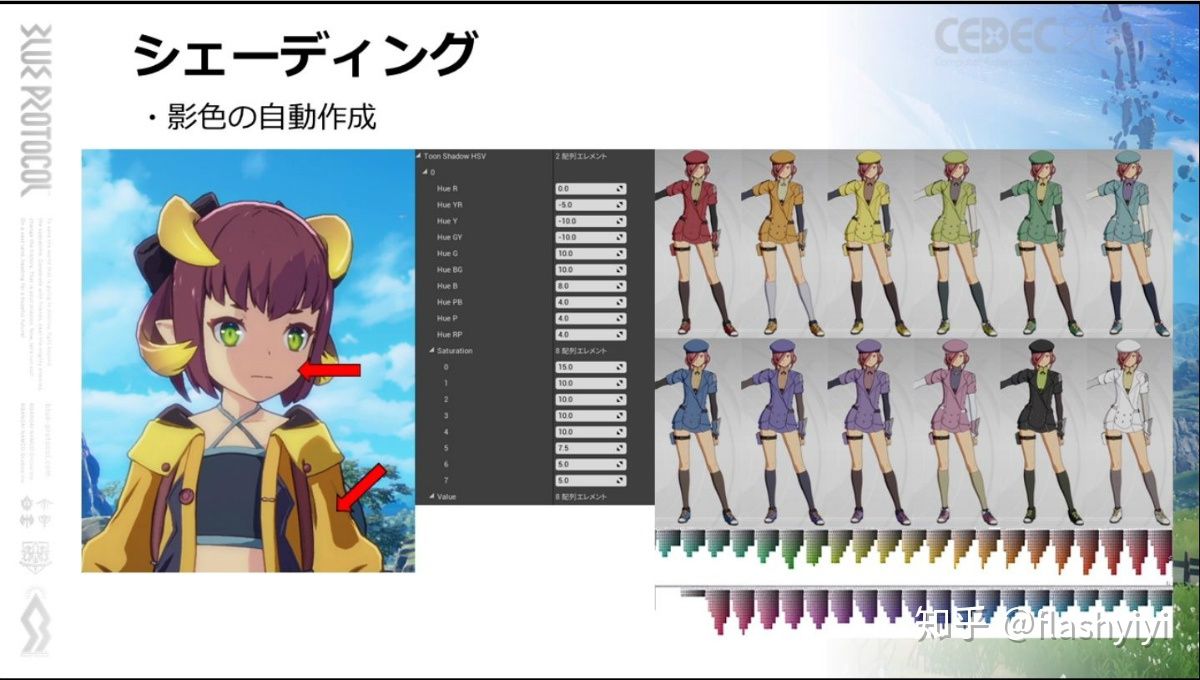 BLUE PROTOCOL
シェーディング
CEDEC
・影色の自動作成
Toon Shadow HSV 2 配列エレメント
0
Hue R 0.0
Hue YR -5.0
Hue Y -10.0
Hue GY -10.0
Hue G 10.0
Hue BG 10.0
Hue B 8.0
Hue PB 4.0
Hue P 4.0
Hue RP 4.0
Saturation 8 配列エレメント
0 15.0
1 10.0
2 10.0
3 10.0
4 10.0
5 7.5
6 5.0
7 5.0
Value 8 配列エレメント
知乎 @flashyiyi